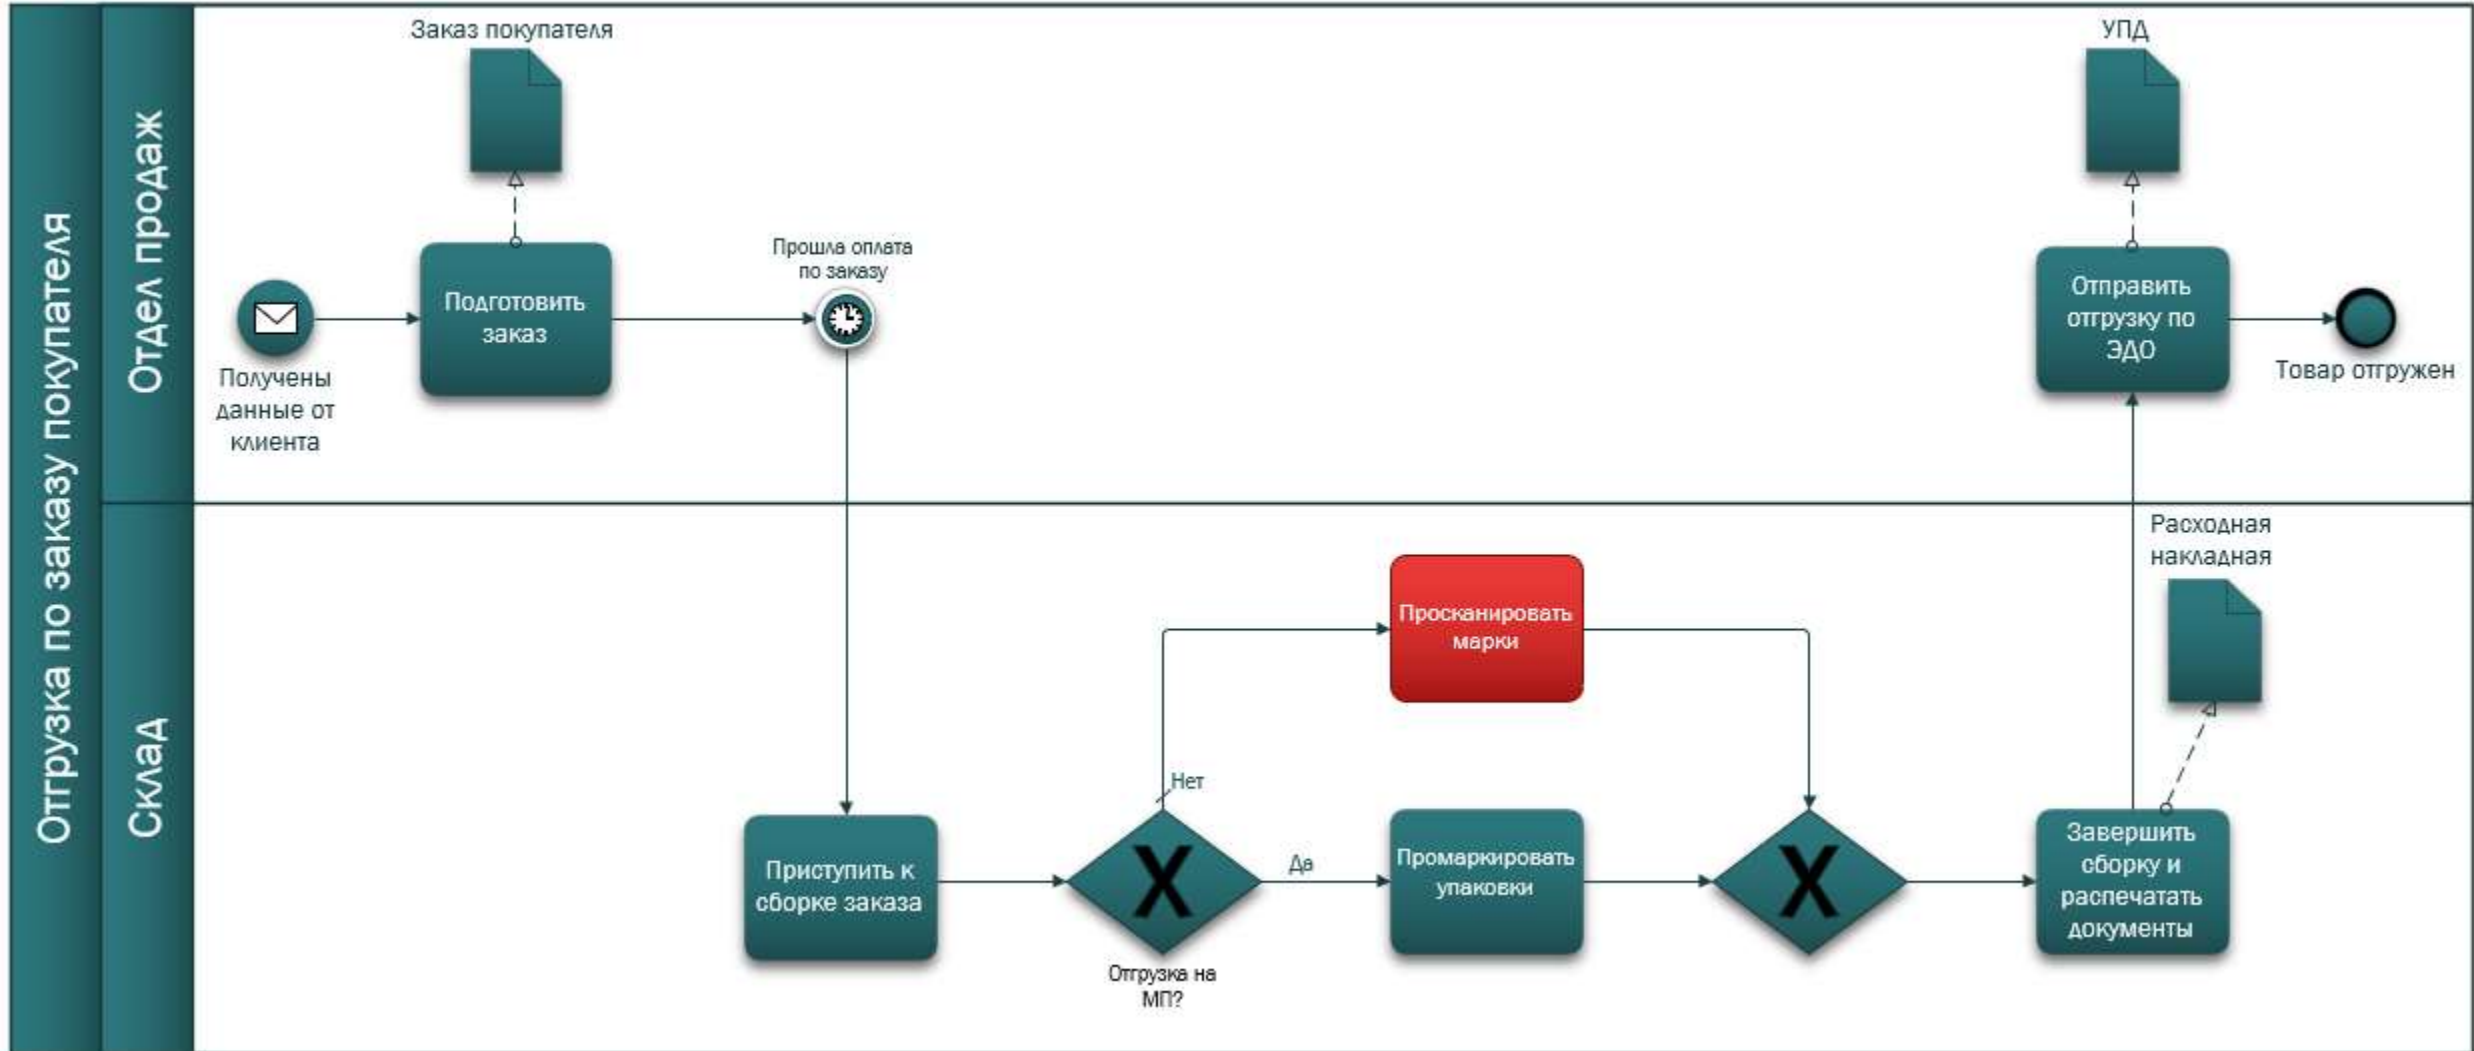 Отгрузка по заказу покупателя
Отдел продаж
Заказ покупателя
Получены
данные от
клиента
Подготовить
заказ
Прошла оплата
по заказу
УПД
Отправить
отгрузку по
ЭДО
Товар отгружен
Склад
Приступить к
сборке заказа
Отгрузка на
МП?
Нет
Да
Просканировать
марки
Промаркировать
упаковки
Расходная
накладная
Завершить
сборку и
распечатать
документы